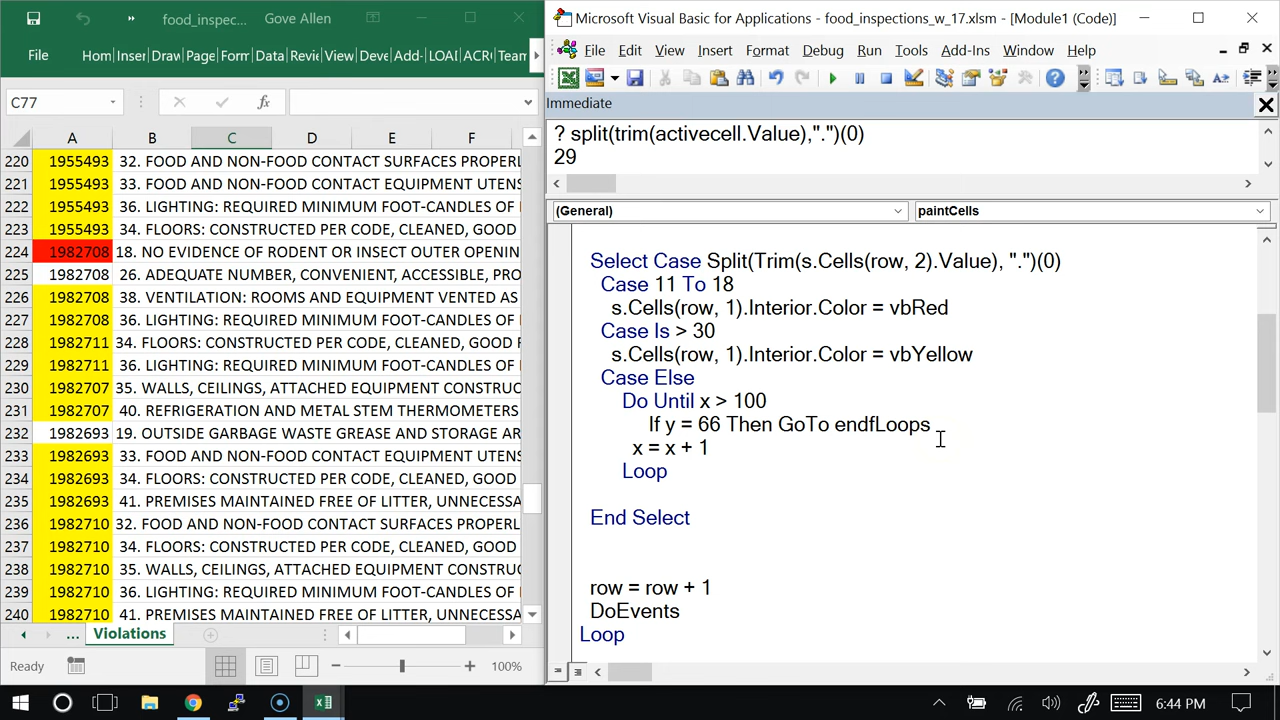 food_inspec...
Gove Allen
File
Hom
Inser
Draw
Page
Forr
Data
Revie
View
Deve
Add-
LOAI
ACRO
Team
C77
fx
A
B
C
D
E
F
220 1955493 32. FOOD AND NON-FOOD CONTACT SURFACES PROPERL
221 1955493 33. FOOD AND NON-FOOD CONTACT EQUIPMENT UTENS
222 1955493 36. LIGHTING: REQUIRED MINIMUM FOOT-CANDLES OF
223 1955493 34. FLOORS: CONSTRUCTED PER CODE, CLEANED, GOOD
224 1982708 18. NO EVIDENCE OF RODENT OR INSECT OUTER OPENIN
225 1982708 26. ADEQUATE NUMBER, CONVENIENT, ACCESSIBLE, PRO
226 1982708 38. VENTILATION: ROOMS AND EQUIPMENT VENTED AS
227 1982708 36. LIGHTING: REQUIRED MINIMUM FOOT-CANDLES OF
228 1982711 34. FLOORS: CONSTRUCTED PER CODE, CLEANED, GOOD
229 1982711 36. LIGHTING: REQUIRED MINIMUM FOOT-CANDLES OF
230 1982707 35. WALLS, CEILINGS, ATTACHED EQUIPMENT CONSTRUC
231 1982707 40. REFRIGERATION AND METAL STEM THERMOMETERS
232 1982693 19. OUTSIDE GARBAGE WASTE GREASE AND STORAGE AR
233 1982693 33. FOOD AND NON-FOOD CONTACT EQUIPMENT UTENS
234 1982693 34. FLOORS: CONSTRUCTED PER CODE, CLEANED, GOOD
235 1982693 41. PREMISES MAINTAINED FREE OF LITTER, UNNECESSA
236 1982710 32. FOOD AND NON-FOOD CONTACT SURFACES PROPERL
237 1982710 34. FLOORS: CONSTRUCTED PER CODE, CLEANED, GOOD
238 1982710 35. WALLS, CEILINGS, ATTACHED EQUIPMENT CONSTRUC
239 1982710 36. LIGHTING: REQUIRED MINIMUM FOOT-CANDLES OF
240 1982710 41. PREMISES MAINTAINED FREE OF LITTER, UNNECESSA
... Violations
Ready
100%
Microsoft Visual Basic for Applications - food_inspections_w_17.xlsm - [Module1 (Code)]
File Edit View Insert Format Debug Run Tools Add-Ins Window Help
Immediate
? split(trim(activecell.Value),".")(0)
29
(General)
paintCells
Select Case Split(Trim(s.Cells(row, 2).Value), ".")(0)
Case 11 To 18
s.Cells(row, 1).Interior.Color = vbRed
Case Is > 30
s.Cells(row, 1).Interior.Color = vbYellow
Case Else
Do Until x > 100
If y = 66 Then GoTo endfLoops
x = x + 1
Loop
End Select
row = row + 1
DoEvents
Loop
6:44 PM